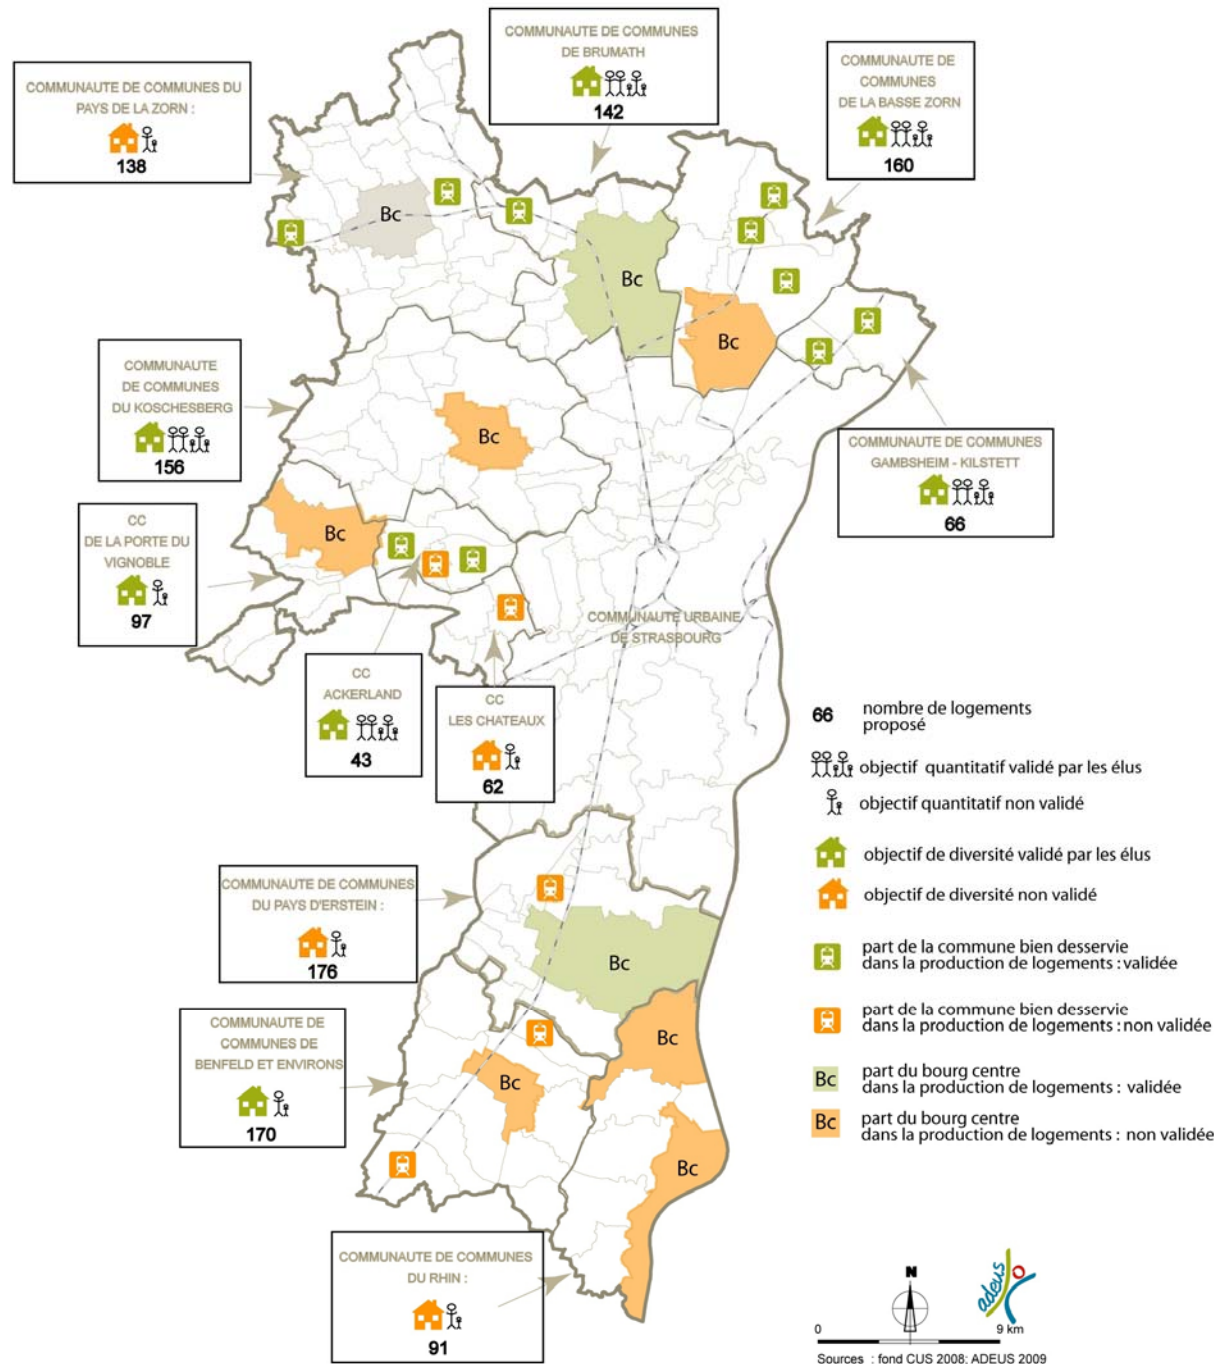 COMMUNAUTE DE COMMUNES
DE BRUMATH
142
COMMUNAUTE DE
COMMUNES
DE LA BASSE ZORN
160
COMMUNAUTE DE COMMUNES DU
PAYS DE LA ZORN :
138
Bc
Bc
Bc
COMMUNAUTE
DE COMMUNES
DU KOSCHESBERG
156
Bc
COMMUNAUTE DE COMMUNES
GAMBSHEIM - KILSTETT
66
CC
DE LA PORTE DU
VIGNOBLE
97
Bc
COMMUNAUTE URBAINE
DE STRASBOURG
CC
ACKERLAND
43
CC
LES CHATEAUX
62
COMMUNAUTE DE COMMUNES
DU PAYS D'ERSTEIN :
176
Bc
COMMUNAUTE DE
COMMUNES DE
BENFELD ET ENVIRONS
170
Bc
Bc
Bc
COMMUNAUTE DE COMMUNES
DU RHIN :
91
66 nombre de logements
proposé
objectif quantitatif validé par les élus
objectif quantitatif non validé
objectif de diversité validé par les élus
objectif de diversité non validé
part de la commune bien desservie
dans la production de logements : validée
part de la commune bien desservie
dans la production de logements : non validée
Bc part du bourg centre
dans la production de logements : validée
Bc part du bourg centre
dans la production de logements : non validée
N
adeus
0 9 km
Sources : fond CUS 2008; ADEUS 2009